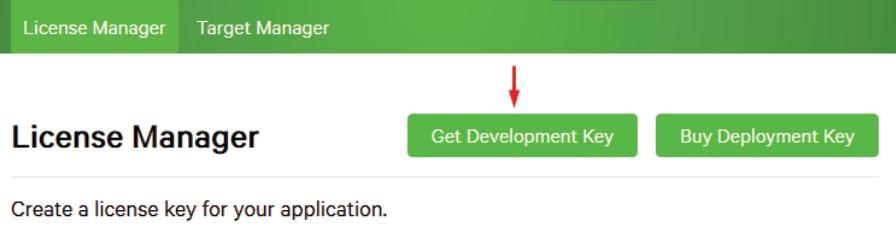 License Manager Target Manager
License Manager Get Development Key Buy Deployment Key
Create a license key for your application.